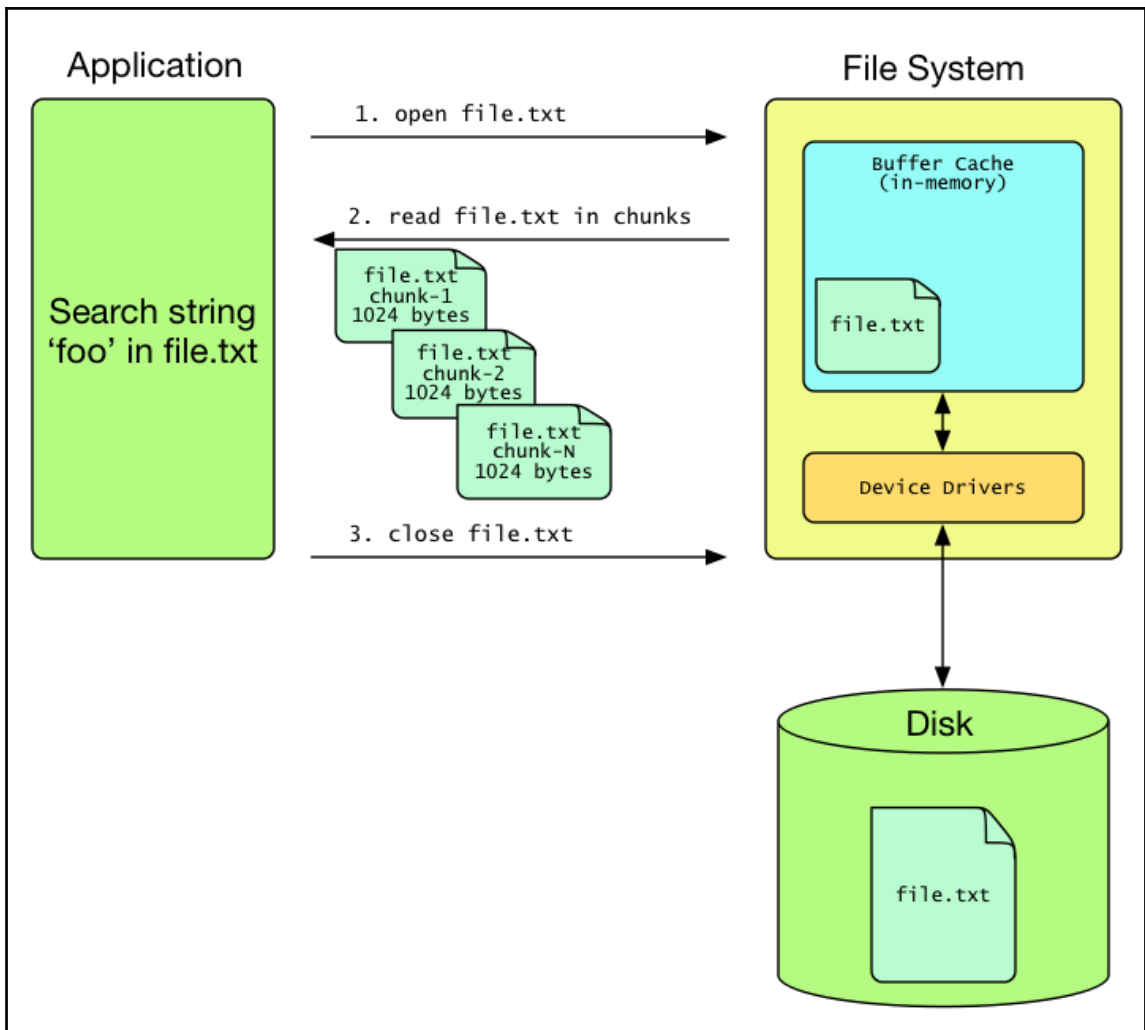 Application
File System
1. open file.txt
Buffer Cache
(in-memory)
2. read file.txt in chunks
file.txt
chunk-1
1024 bytes
Search string
‘foo’ in file.txt
file.txt
file.txt
chunk-2
1024 bytes
file.txt
chunk-N
1024 bytes
Device Drivers
3. close file.txt
Disk
file.txt